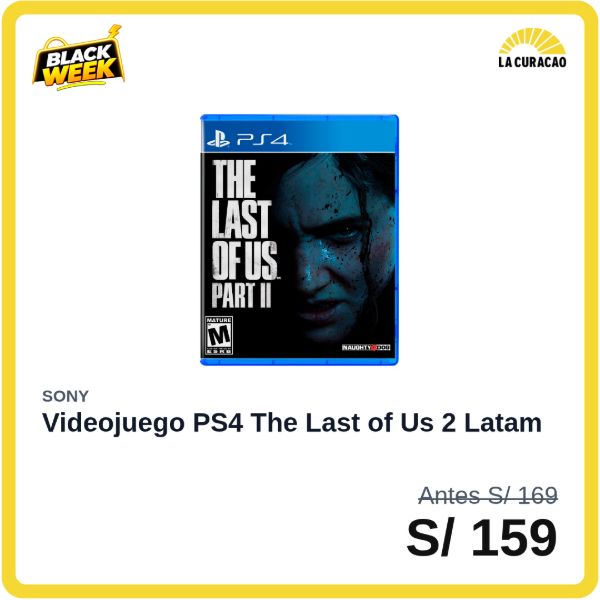 BLACK
WEEK
LA CURACAO
PS4
THE
LAST
OF US
PART II
MATURE
M
ESRB
NAUGHTY DOG
SONY
Videojuego PS4 The Last of Us 2 Latam
Antes S/ 169
S/ 159